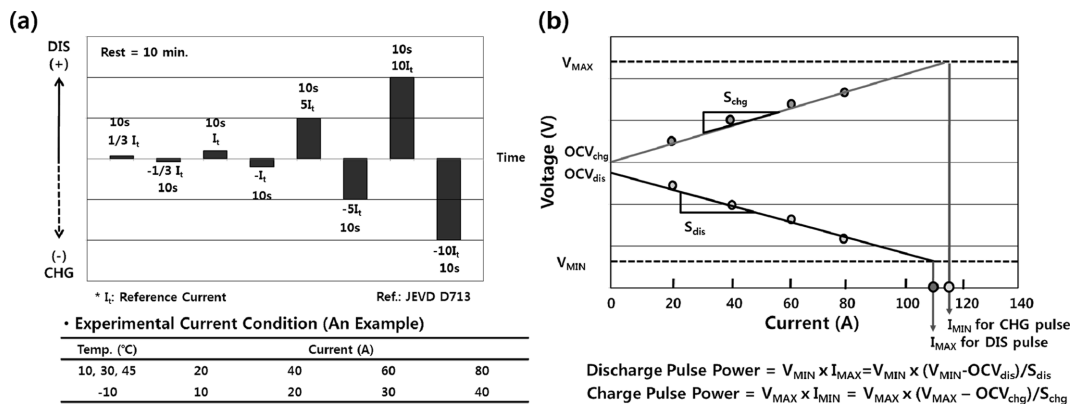 (a)
DIS
(+)
Rest = 10 min.
10s
1/3 It
-1/3 It
10s
10s
It
-It
10s
10s
5It
-5It
10s
10s
10It
-10It
10s
Time
(-)
CHG
* It: Reference Current
Ref.: JEVD D713
• Experimental Current Condition (An Example)
Temp. (℃) Current (A)
10, 30, 45 20 40 60 80
-10 10 20 30 40
(b)
Voltage (V)
VMAX
OCVchg
OCVdis
VMIN
Schg
Sdis
0 20 40 60 80 100 120 140
Current (A)
IMIN for CHG pulse
IMAX for DIS pulse
Discharge Pulse Power = VMIN x IMAX=VMIN x (VMIN-OCVdis)/Sdis
Charge Pulse Power = VMAX x IMIN = VMAX x (VMAX – OCVchg)/Schg